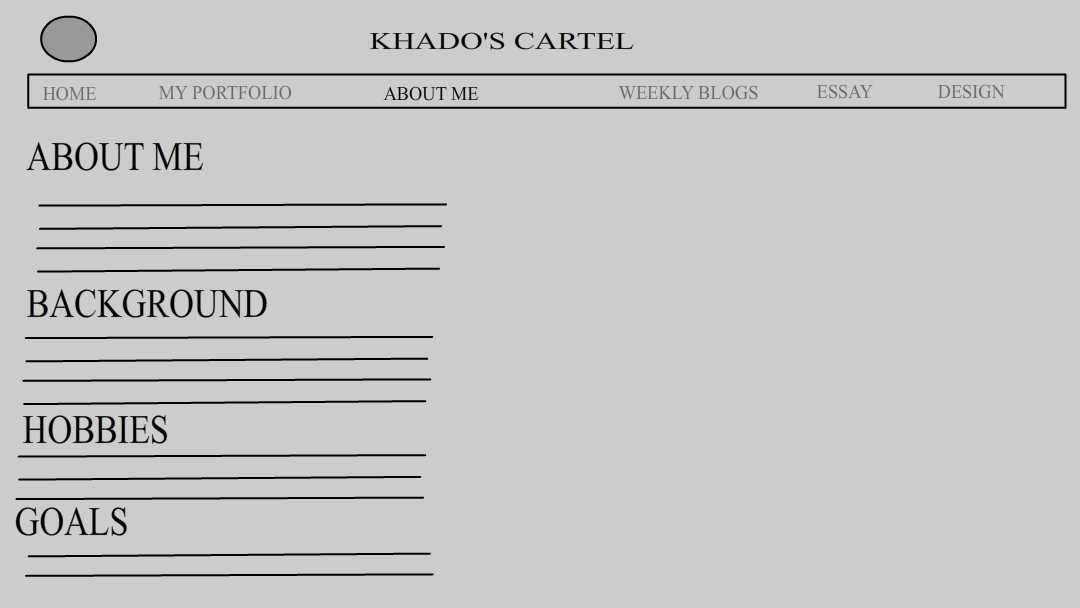 KHADO'S CARTEL
HOME MY PORTFOLIO ABOUT ME WEEKLY BLOGS ESSAY DESIGN
ABOUT ME
BACKGROUND
HOBBIES
GOALS